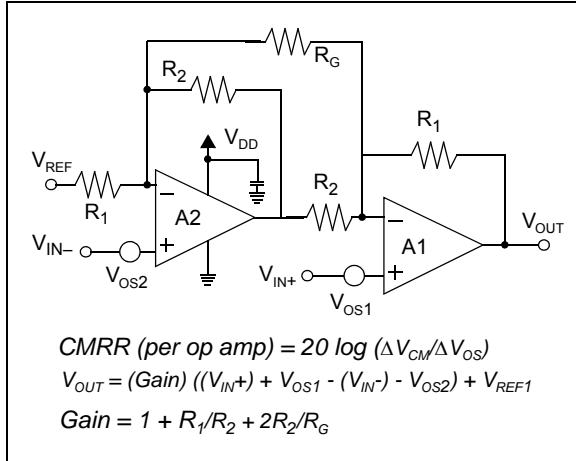 R_G
R_2
V_DD
R_1
V_REF
R_1
A2
R_2
A1
V_OUT
V_IN–
V_OS2
V_IN+
V_OS1
CMRR (per op amp) = 20 log (ΔV_CM/ΔV_OS)
V_OUT = (Gain) ((V_IN+) + V_OS1 - (V_IN-) - V_OS2) + V_REF1
Gain = 1 + R_1/R_2 + 2R_2/R_G